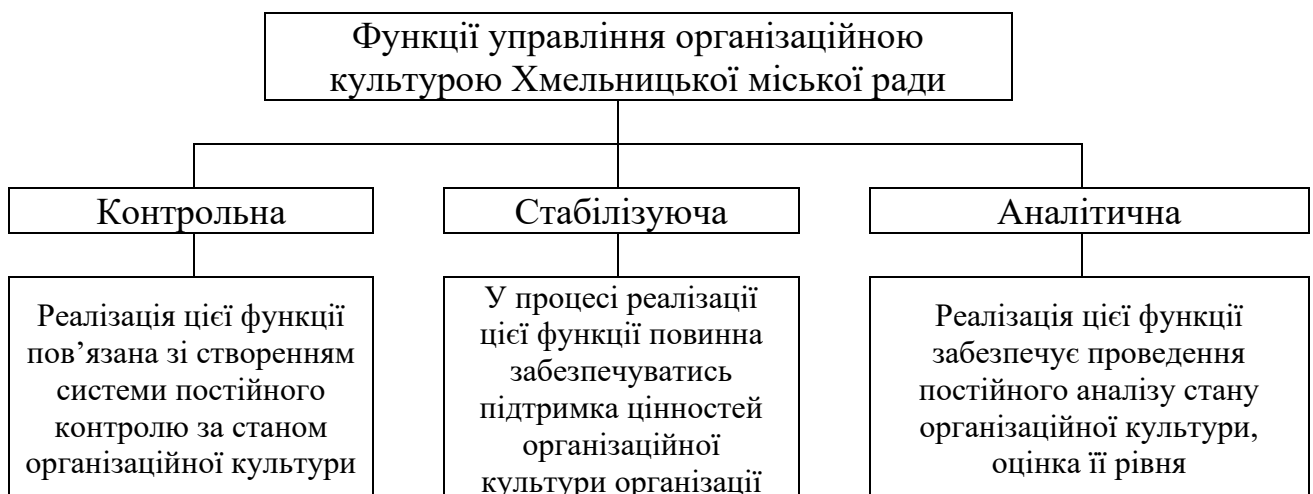 Функції управління організаційною
культурою Хмельницької міської ради
Контрольна
Стабілізуюча
Аналітична
Реалізація цієї функції
пов’язана зі створенням
системи постійного
контролю за станом
організаційної культури
У процесі реалізації
цієї функції повинна
забезпечуватись
підтримка цінностей
організаційної
культури організації
Реалізація цієї функції
забезпечує проведення
постійного аналізу стану
організаційної культури,
оцінка її рівня